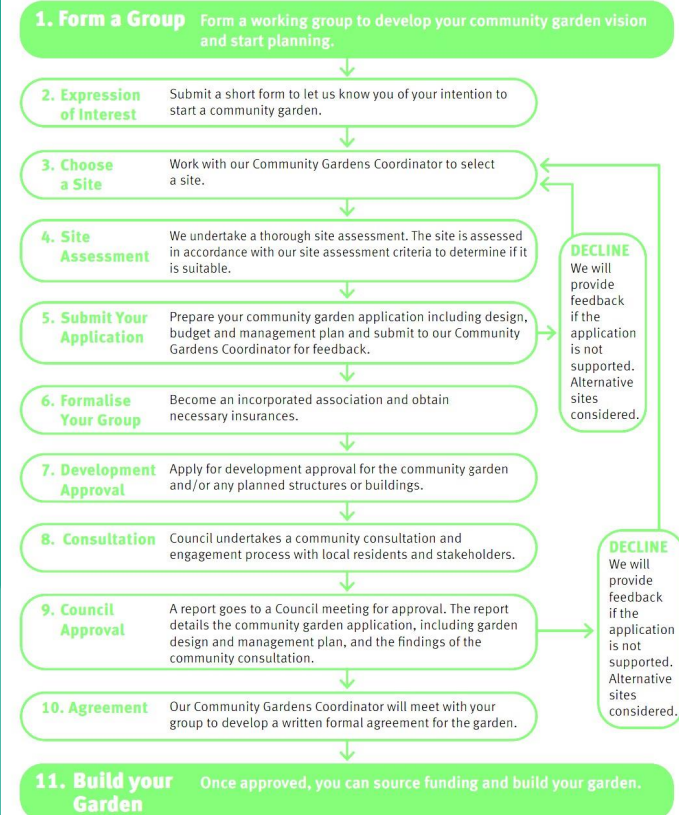 1. Form a Group
Form a working group to develop your community garden vision
and start planning.
2. Expression
of Interest
Submit a short form to let us know you of your intention to
start a community garden.
3. Choose
a Site
Work with our Community Gardens Coordinator to select
a site.
4. Site
Assessment
We undertake a thorough site assessment. The site is assessed
in accordance with our site assessment criteria to determine if it
is suitable.
5. Submit Your
Application
Prepare your community garden application including design,
budget and management plan and submit to our Community
Gardens Coordinator for feedback.
DECLINE
We will
provide
feedback
if the
application
is not
supported.
Alternative
sites
considered.
6. Formalise
Your Group
Become an incorporated association and obtain
necessary insurances.
7. Development
Approval
Apply for development approval for the community garden
and/or any planned structures or buildings.
8. Consultation
Council undertakes a community consultation and
engagement process with local residents and stakeholders.
9. Council
Approval
A report goes to a Council meeting for approval. The report
details the community garden application, including garden
design and management plan, and the findings of the
community consultation.
DECLINE
We will
provide
feedback
if the
application
is not
supported.
Alternative
sites
considered.
10. Agreement
Our Community Gardens Coordinator will meet with your
group to develop a written formal agreement for the garden.
11. Build your
Garden
Once approved, you can source funding and build your garden.